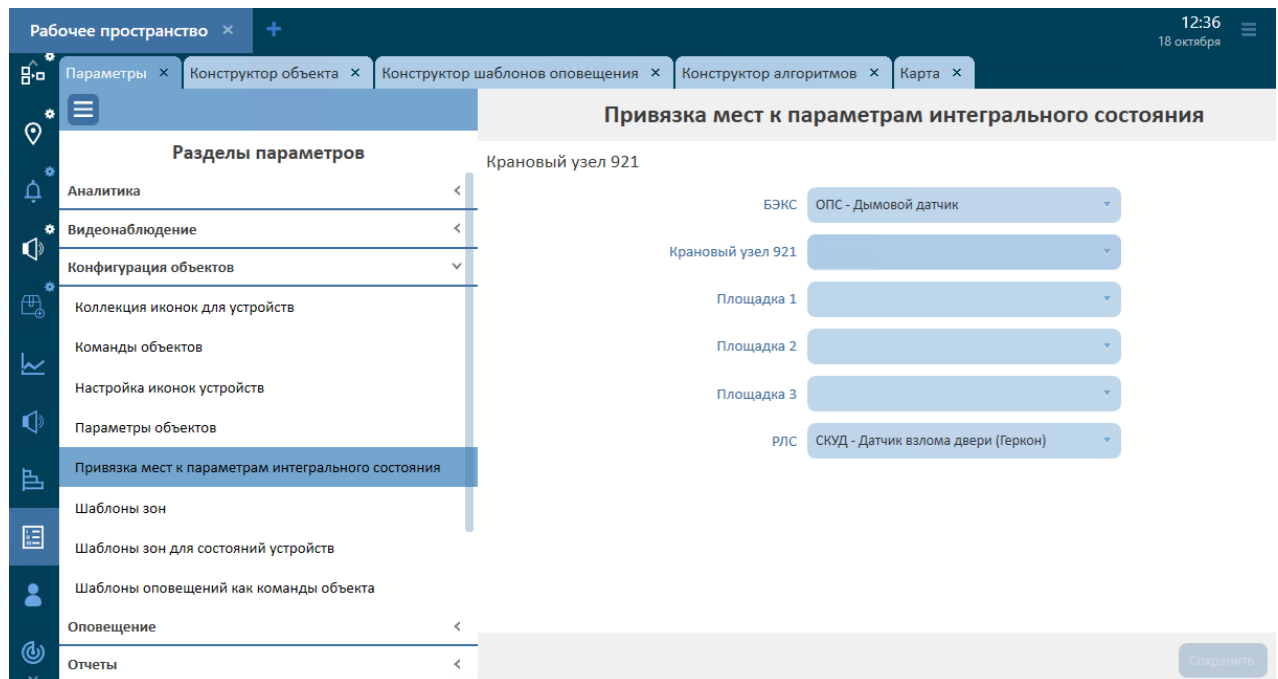 Рабочее пространство × +
12:36
18 октября
Параметры × Конструктор объекта × Конструктор шаблонов оповещения × Конструктор алгоритмов × Карта ×
Разделы параметров
Аналитика
Видеонаблюдение
Конфигурация объектов
Коллекция иконок для устройств
Команды объектов
Настройка иконок устройств
Параметры объектов
Привязка мест к параметрам интегрального состояния
Шаблоны зон
Шаблоны зон для состояний устройств
Шаблоны оповещений как команды объекта
Оповещение
Отчеты
Привязка мест к параметрам интегрального состояния
Крановый узел 921
БЭКС ОПС - Дымовой датчик
Крановый узел 921
Площадка 1
Площадка 2
Площадка 3
РЛС СКУД - Датчик взлома двери (Геркон)
Сохранить